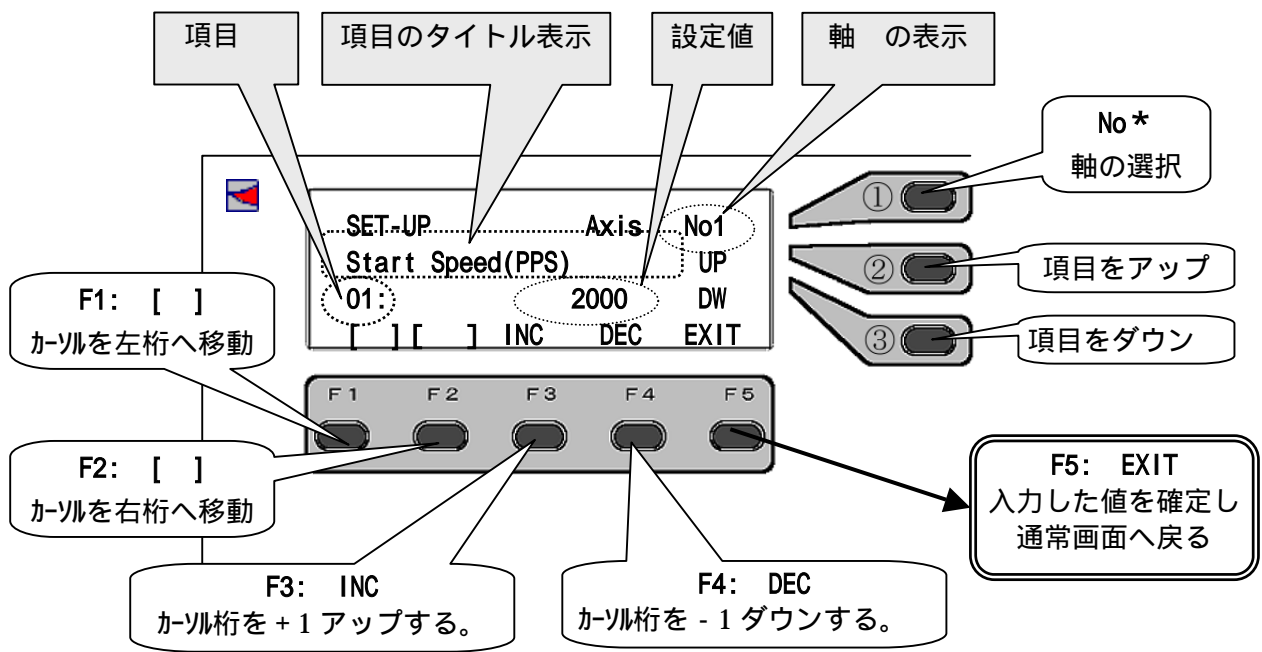 項目
項目のタイトル表示
設定値
軸　の表示
No*
軸の選択
①
SET-UP Axis No1
Start Speed(PPS) UP
②
項目をアップ
01: 2000 DW
[ ][ ] INC DEC EXIT
③
項目をダウン
F1: [ ]
ｶｰｿﾙを左桁へ移動
F1 F2 F3 F4 F5
F2: [ ]
ｶｰｿﾙを右桁へ移動
F5: EXIT
入力した値を確定し
通常画面へ戻る
F3: INC
ｶｰｿﾙ桁を+1アップする。
F4: DEC
ｶｰｿﾙ桁を-1ダウンする。